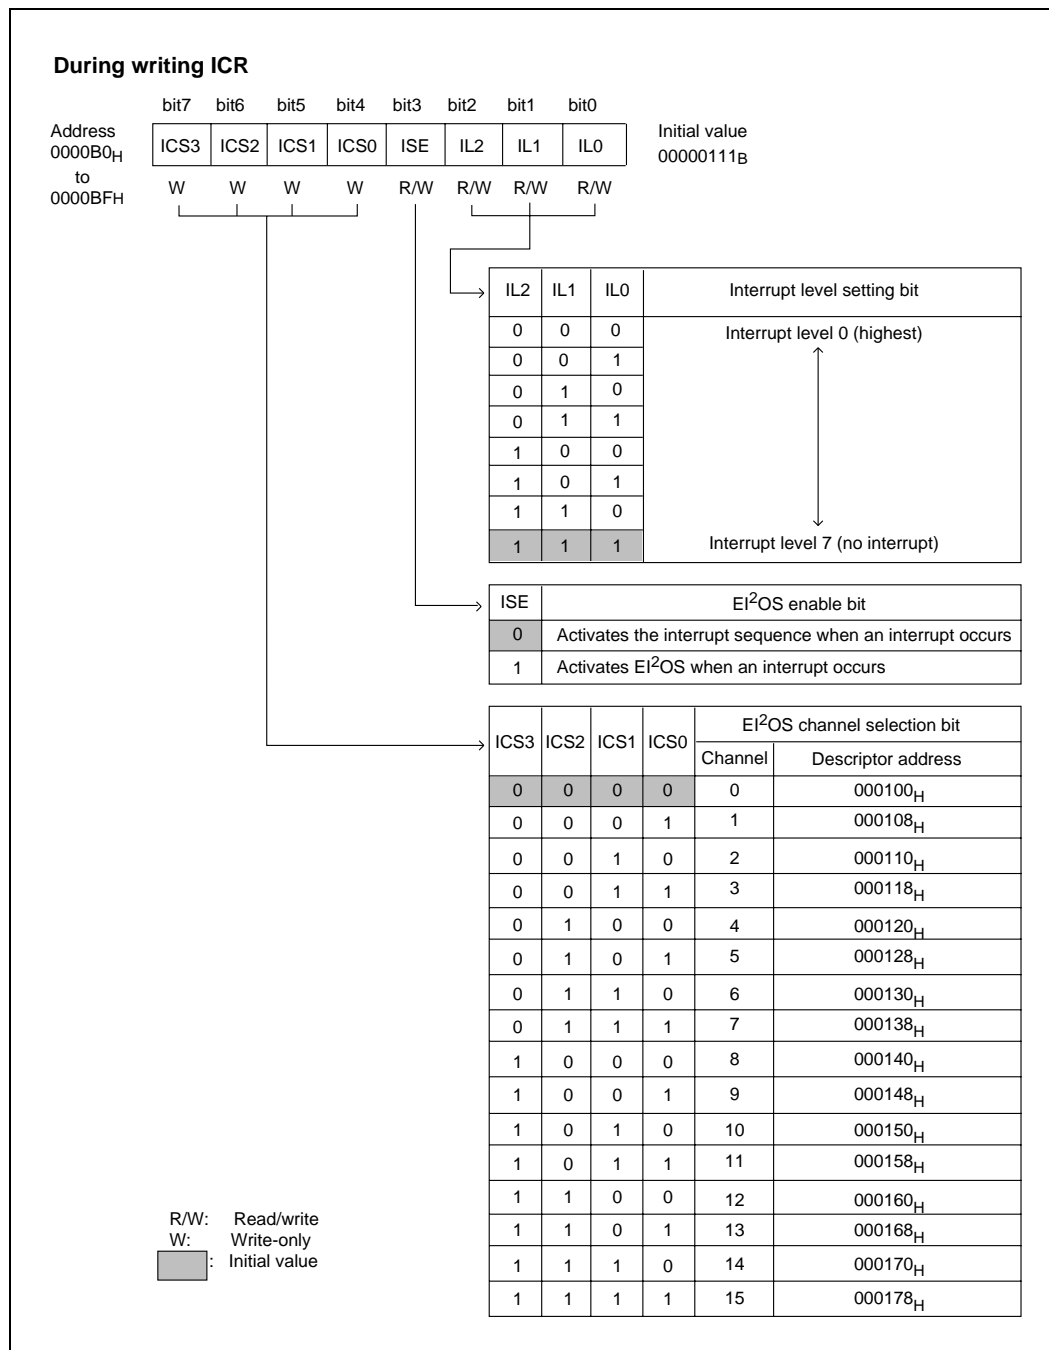 During writing ICR
bit7 bit6 bit5 bit4 bit3 bit2 bit1 bit0
Address
0000B0H
to
0000BFH
ICS3 ICS2 ICS1 ICS0 ISE IL2 IL1 IL0
Initial value
00000111B
W W W W R/W R/W R/W R/W
IL2 IL1 IL0 Interrupt level setting bit
0 0 0 Interrupt level 0 (highest)
0 0 1
0 1 0
0 1 1
1 0 0
1 0 1
1 1 0
1 1 1 Interrupt level 7 (no interrupt)
ISE EI2OS enable bit
0 Activates the interrupt sequence when an interrupt occurs
1 Activates EI2OS when an interrupt occurs
ICS3 ICS2 ICS1 ICS0 EI2OS channel selection bit
Channel Descriptor address
0 0 0 0 0 000100H
0 0 0 1 1 000108H
0 0 1 0 2 000110H
0 0 1 1 3 000118H
0 1 0 0 4 000120H
0 1 0 1 5 000128H
0 1 1 0 6 000130H
0 1 1 1 7 000138H
1 0 0 0 8 000140H
1 0 0 1 9 000148H
1 0 1 0 10 000150H
1 0 1 1 11 000158H
1 1 0 0 12 000160H
1 1 0 1 13 000168H
1 1 1 0 14 000170H
1 1 1 1 15 000178H
R/W: Read/write
W: Write-only
: Initial value